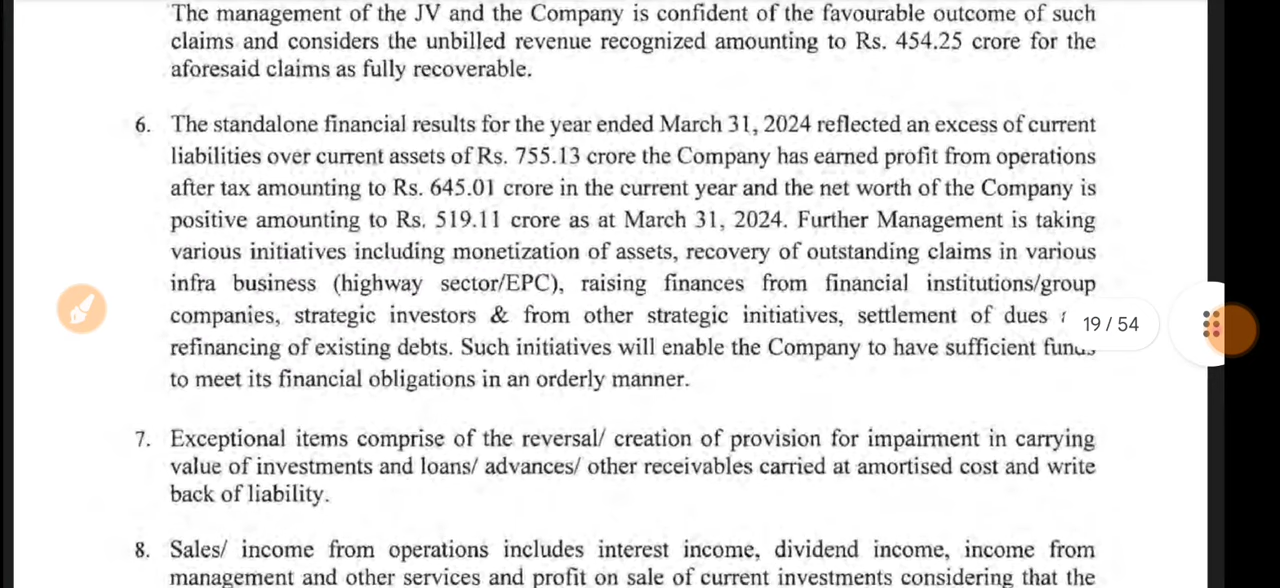 The management of the JV and the Company is confident of the favourable outcome of such
claims and considers the unbilled revenue recognized amounting to Rs. 454.25 crore for the
aforesaid claims as fully recoverable.
6. The standalone financial results for the year ended March 31, 2024 reflected an excess of current
liabilities over current assets of Rs. 755.13 crore the Company has earned profit from operations
after tax amounting to Rs. 645.01 crore in the current year and the net worth of the Company is
positive amounting to Rs. 519.11 crore as at March 31, 2024. Further Management is taking
various initiatives including monetization of assets, recovery of outstanding claims in various
infra business (highway sector/EPC), raising finances from financial institutions/group
companies, strategic investors & from other strategic initiatives, settlement of dues
19 / 54
refinancing of existing debts. Such initiatives will enable the Company to have sufficient funds
to meet its financial obligations in an orderly manner.
7. Exceptional items comprise of the reversal/ creation of provision for impairment in carrying
value of investments and loans/ advances/ other receivables carried at amortised cost and write
back of liability.
8. Sales/ income from operations includes interest income, dividend income, income from
management and other services and profit on sale of current investments considering that the